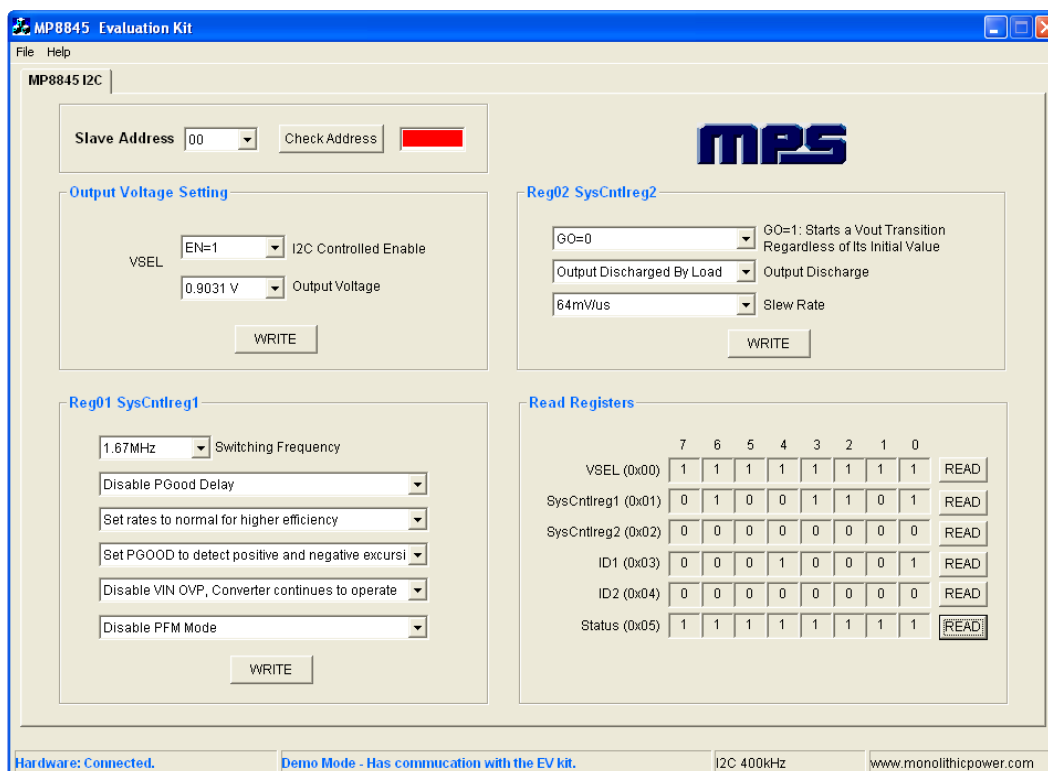 MP8845 Evaluation Kit
File Help
MP8845 I2C
Slave Address 00 Check Address
MPS
Output Voltage Setting
VSEL
EN=1 I2C Controlled Enable
0.9031 V Output Voltage
WRITE
Reg02 SysCntlreg2
GO=0 GO=1: Starts a Vout Transition
Regardless of Its Initial Value
Output Discharged By Load Output Discharge
64mV/us Slew Rate
WRITE
Reg01 SysCntlreg1
1.67MHz Switching Frequency
Disable PGood Delay
Set rates to normal for higher efficiency
Set PGOOD to detect positive and negative excursi
Disable VIN OVP, Converter continues to operate
Disable PFM Mode
WRITE
Read Registers
7 6 5 4 3 2 1 0
VSEL (0x00) 1 1 1 1 1 1 1 1 READ
SysCntlreg1 (0x01) 0 1 0 0 1 1 0 1 READ
SysCntlreg2 (0x02) 0 0 0 0 0 0 0 0 READ
ID1 (0x03) 0 0 0 1 0 0 0 1 READ
ID2 (0x04) 0 0 0 0 0 0 0 0 READ
Status (0x05) 1 1 1 1 1 1 1 1 READ
Hardware: Connected. Demo Mode - Has commucation with the EV kit. I2C 400kHz www.monolithicpower.com